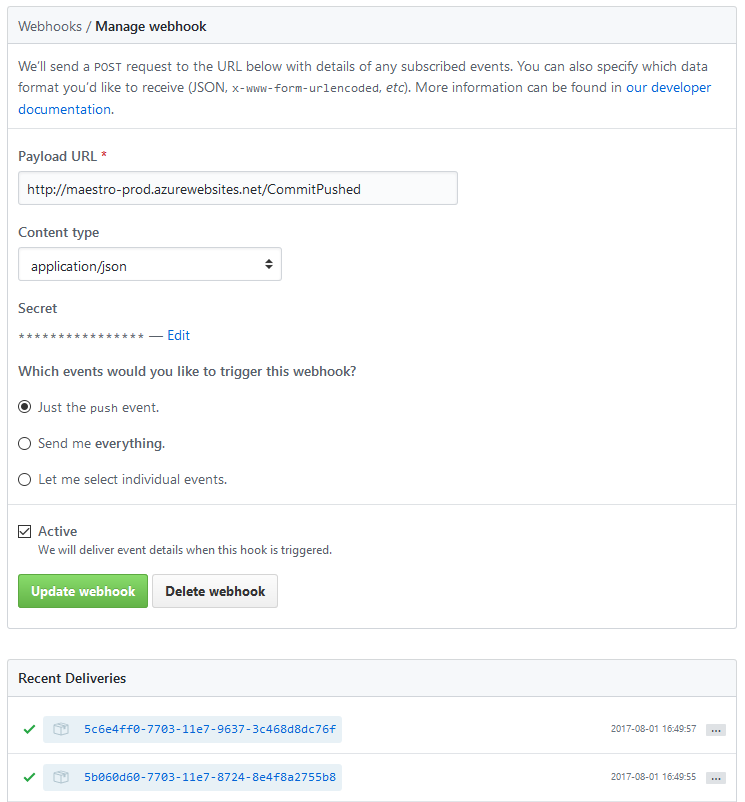 Webhooks / Manage webhook
We'll send a POST request to the URL below with details of any subscribed events. You can also specify which data
format you'd like to receive (JSON, x-www-form-urlencoded, etc). More information can be found in our developer
documentation.
Payload URL *
http://maestro-prod.azurewebsites.net/CommitPushed
Content type
application/json
Secret
**************** — Edit
Which events would you like to trigger this webhook?
Just the push event.
Send me everything.
Let me select individual events.
Active
We will deliver event details when this hook is triggered.
Update webhook Delete webhook
Recent Deliveries
5c6e4ff0-7703-11e7-9637-3c468d8dc76f 2017-08-01 16:49:57 ...
5b060d60-7703-11e7-8724-8e4f8a2755b8 2017-08-01 16:49:55 ...